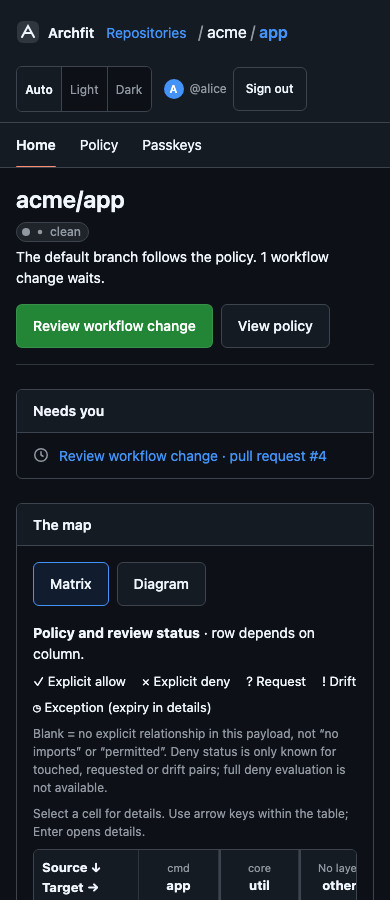 Archfit Repositories / acme / app
Auto Light Dark A @alice Sign out
Home Policy Passkeys
acme/app
clean
The default branch follows the policy. 1 workflow
change waits.
Review workflow change View policy
Needs you
Review workflow change · pull request #4
The map
Matrix Diagram
Policy and review status · row depends on
column.
✓ Explicit allow × Explicit deny ? Request ! Drift
◷ Exception (expiry in details)
Blank = no explicit relationship in this payload, not “no
imports” or “permitted”. Deny status is only known for
touched, requested or drift pairs; full deny evaluation is
not available.
Select a cell for details. Use arrow keys within the table;
Enter opens details.
Source ↓ cmd core No laye
Target → app util other